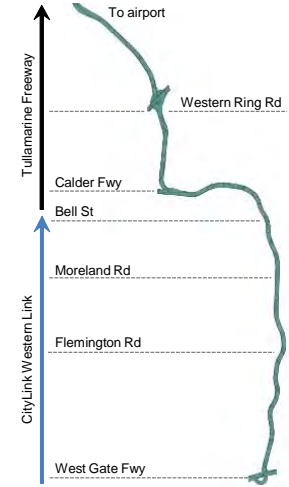 To airport
Western Ring Rd
Tullamarine Freeway
Calder Fwy
Bell St
Moreland Rd
Flemington Rd
CityLink Western Link
West Gate Fwy